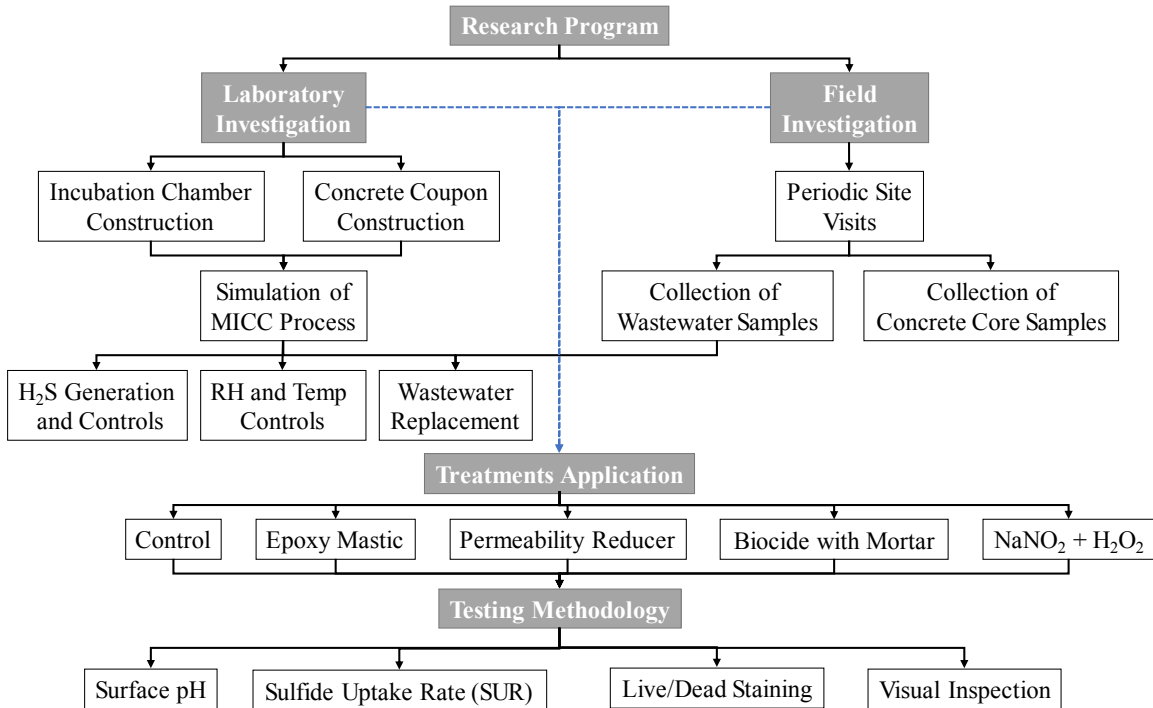 Research Program
Laboratory
Investigation
Field
Investigation
Incubation Chamber
Construction
Concrete Coupon
Construction
Periodic Site
Visits
Simulation of
MICC Process
Collection of
Wastewater Samples
Collection of
Concrete Core Samples
H₂S Generation
and Controls
RH and Temp
Controls
Wastewater
Replacement
Treatments Application
Control
Epoxy Mastic
Permeability Reducer
Biocide with Mortar
NaNO₂ + H₂O₂
Testing Methodology
Surface pH
Sulfide Uptake Rate (SUR)
Live/Dead Staining
Visual Inspection